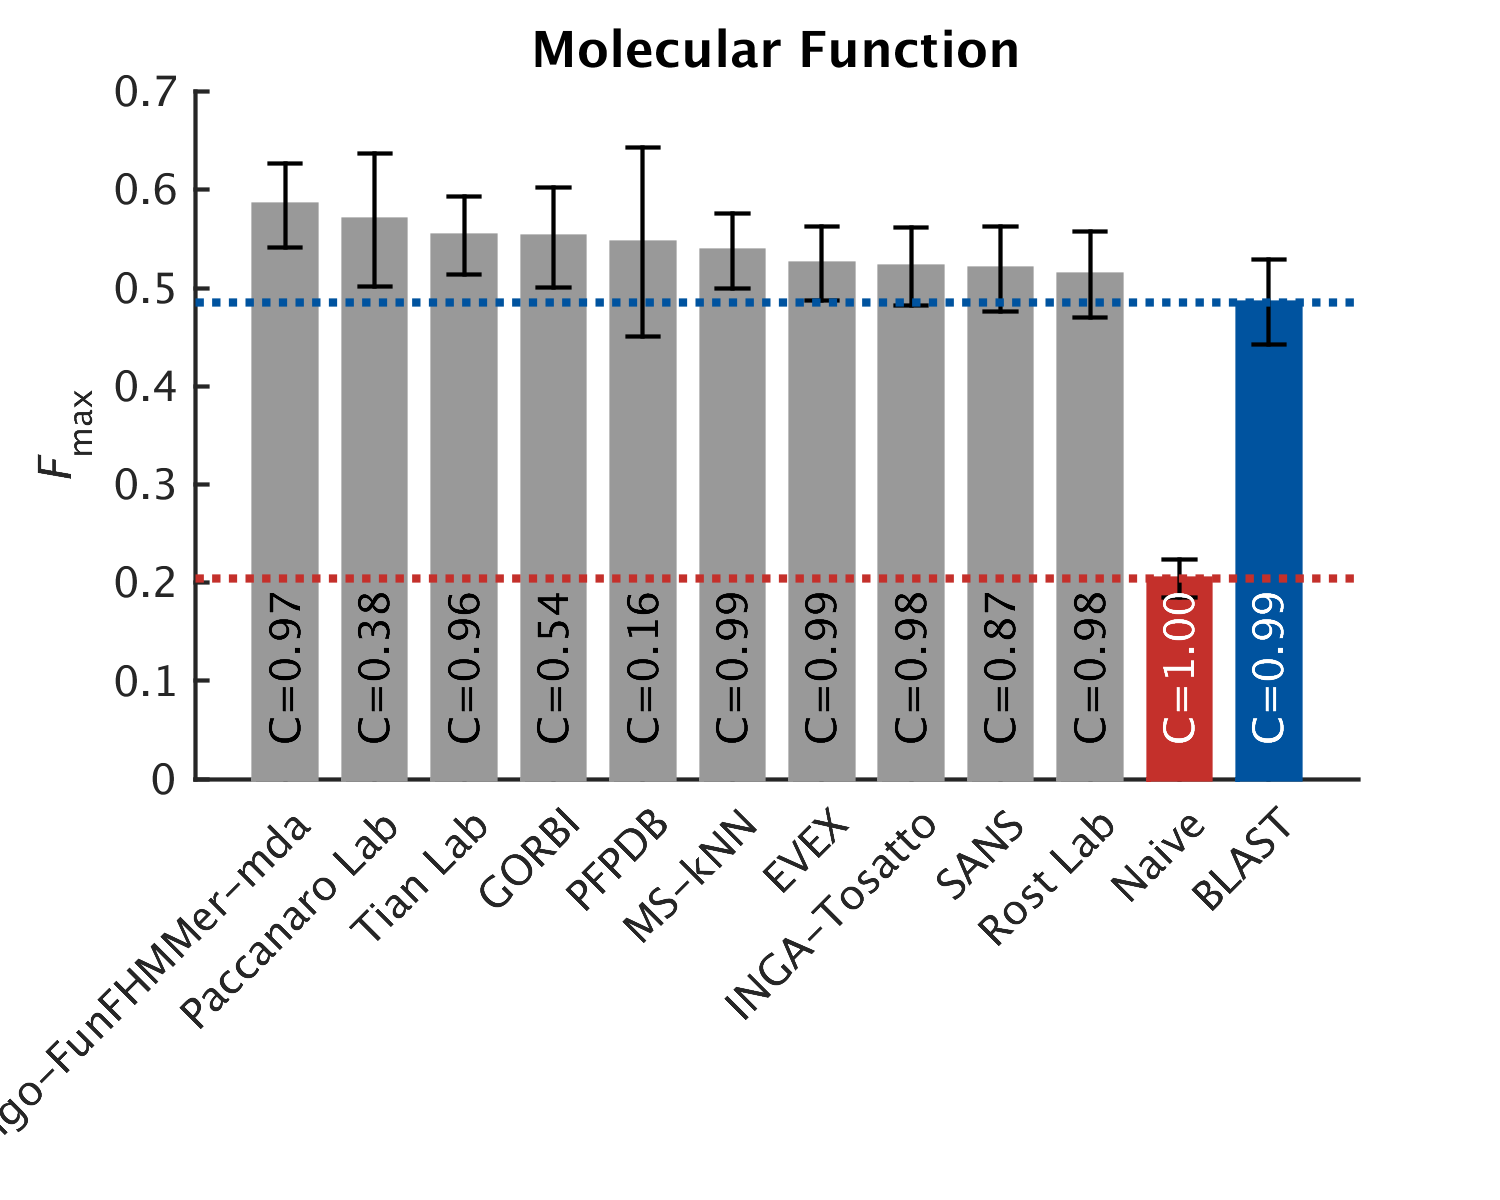 Molecular Function
0.7
0.6
0.5
0.4
0.3
0.2
0.1
0
Fmax
C=0.97
C=0.38
C=0.96
C=0.54
C=0.16
C=0.99
C=0.99
C=0.98
C=0.87
C=0.98
C=1.00
C=0.99
go-FunFHMMer-mda
Paccanaro Lab
Tian Lab
GORBI
PFPDB
MS-kNN
EVEX
INGA-Tosatto
SANS
Rost Lab
Naive
BLAST